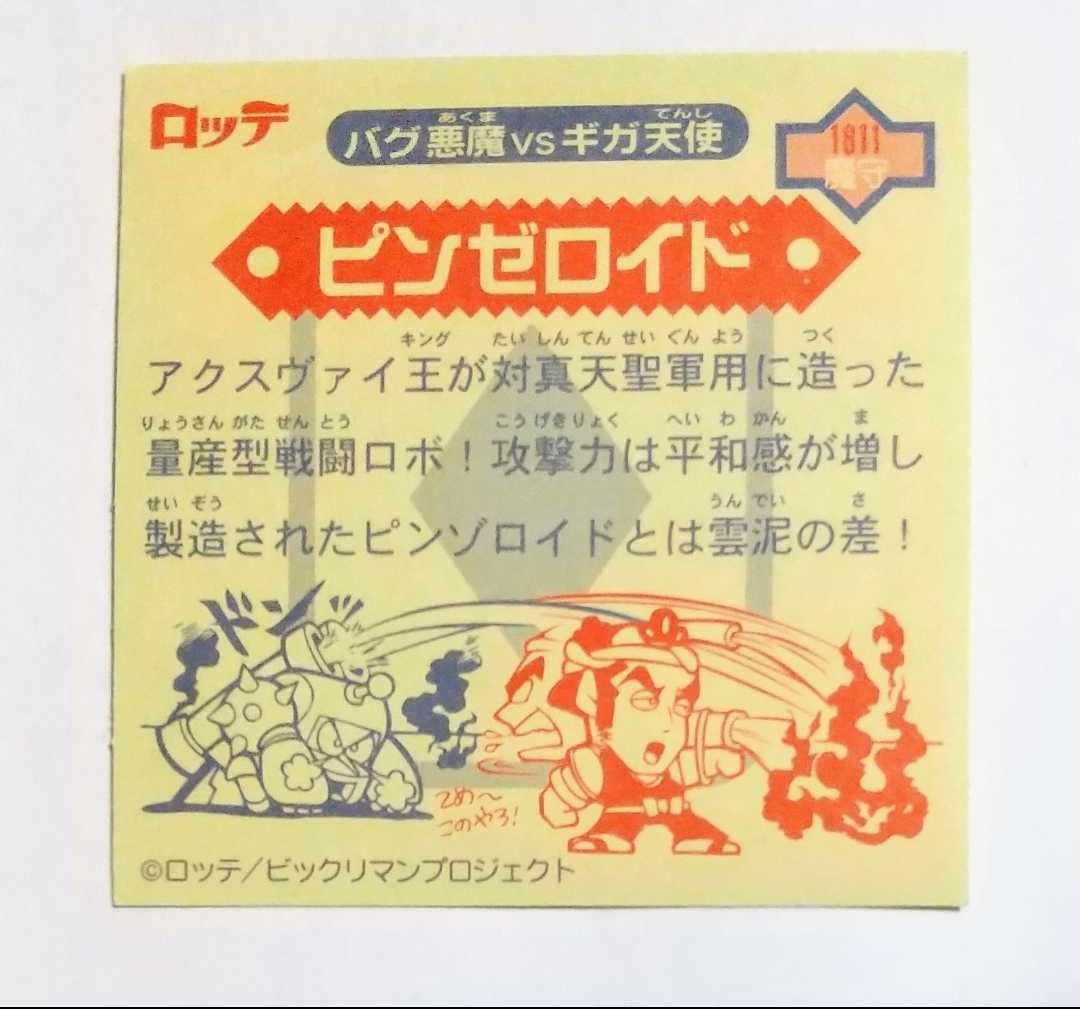 ロッテ
バグ悪魔VSギガ天使
あくま
てんし
1811
魔守
ピンゼロイド
キング たいしんてんせいぐんよう つく
アクスヴァイ王が対真天聖軍用に造った
りょうさんがたせんとう こうげきりょく へいわかん ま
量産型戦闘ロボ！攻撃力は平和感が増し
せいぞう うんでい さ
製造されたピンゾロイドとは雲泥の差！
ドドン
てめ〜
このやろ!
©ロッテ/ビックリマンプロジェクト